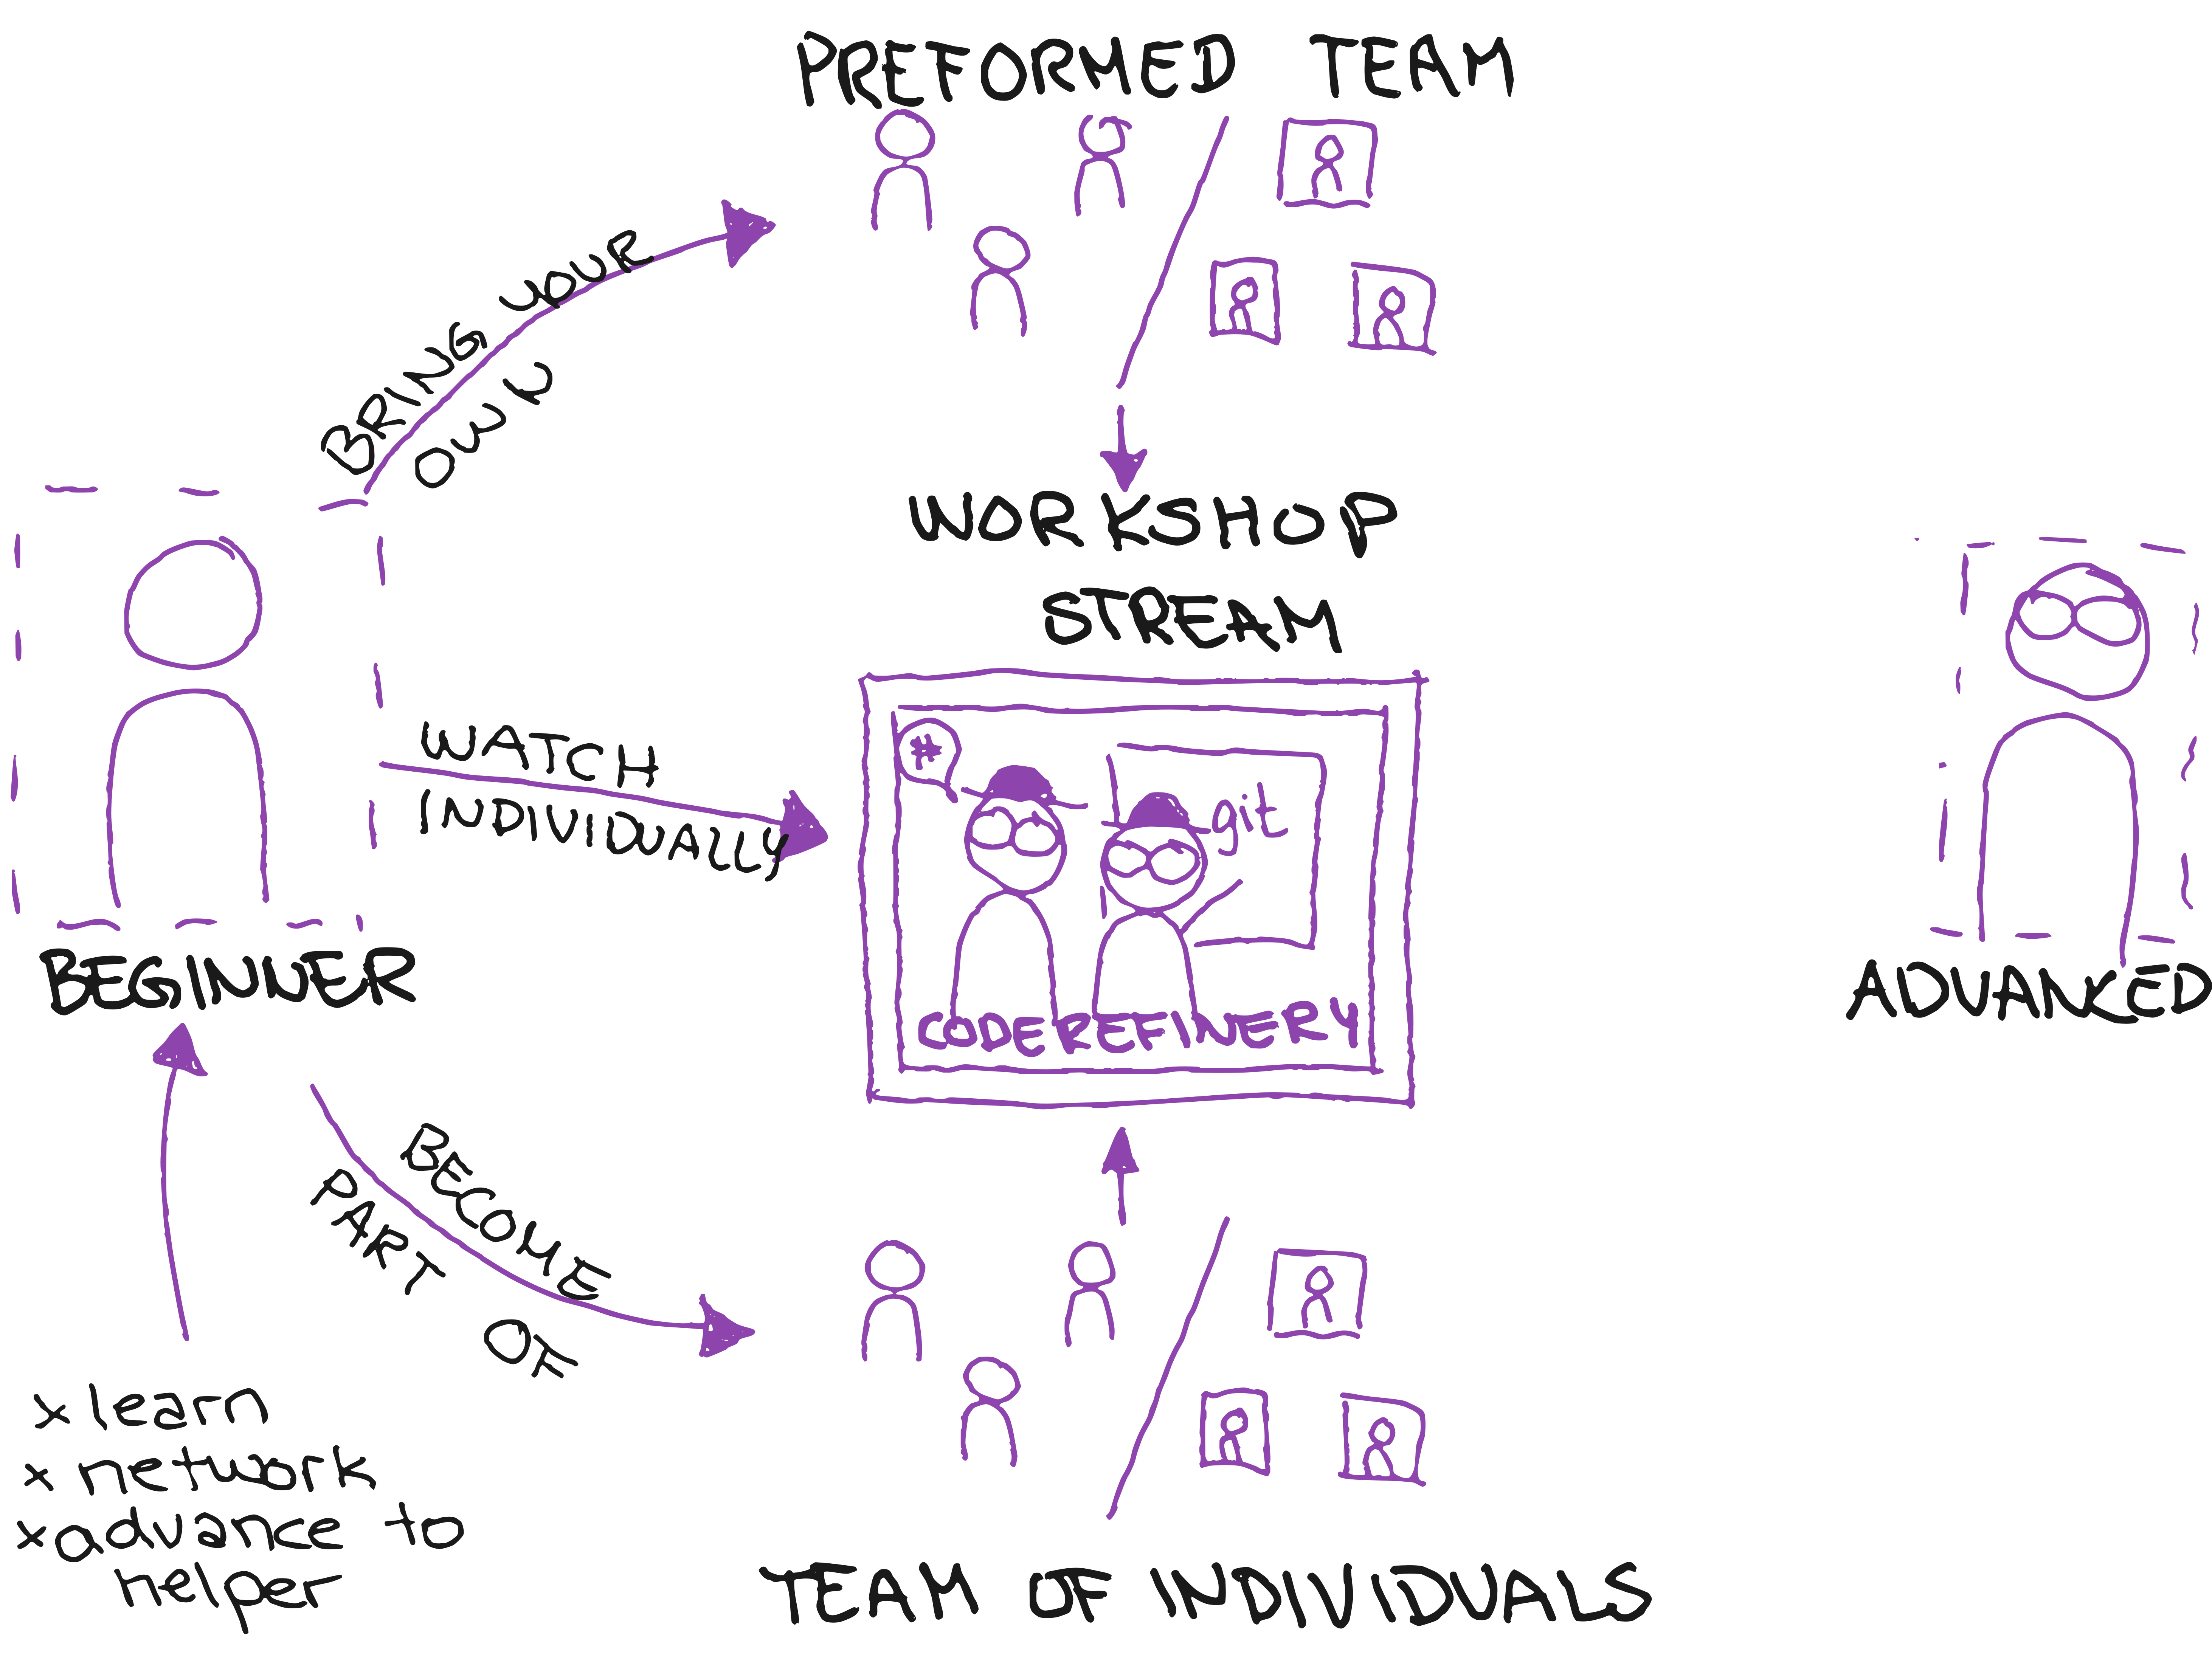 PREFORMED TEAM
BRING YOUR
OWN
WORKSHOP
STREAM
WATCH
INDIVIDUALLY
git
CODEREFINERY
BEGINNER
ADVANKED
BECOME
PART
OF
x learn
x network
x advance to
helper
TEAM OF INDIVIDUALS